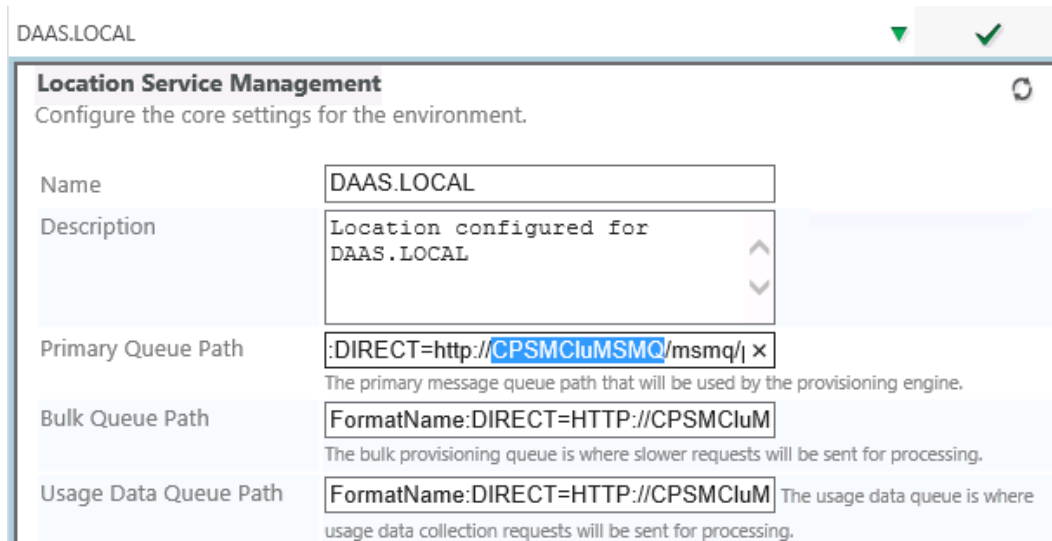 DAAS.LOCAL
Location Service Management
Configure the core settings for the environment.
Name
DAAS.LOCAL
Description
Location configured for
DAAS.LOCAL
Primary Queue Path
:DIRECT=http://CPSMCluMSMQ/msmq/
The primary message queue path that will be used by the provisioning engine.
Bulk Queue Path
FormatName:DIRECT=HTTP://CPSMCluM
The bulk provisioning queue is where slower requests will be sent for processing.
Usage Data Queue Path
FormatName:DIRECT=HTTP://CPSMCluM The usage data queue is where
usage data collection requests will be sent for processing.